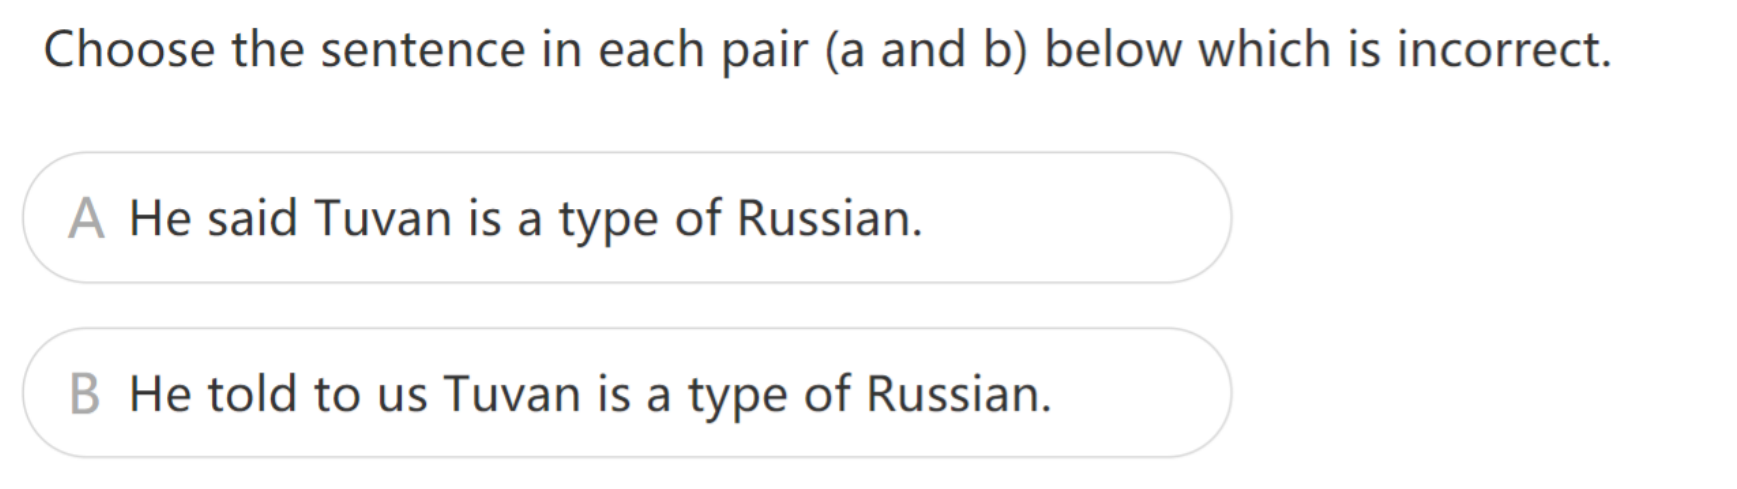 Choose the sentence in each pair (a and b) below which is incorrect.
A He said Tuvan is a type of Russian.
B He told to us Tuvan is a type of Russian.